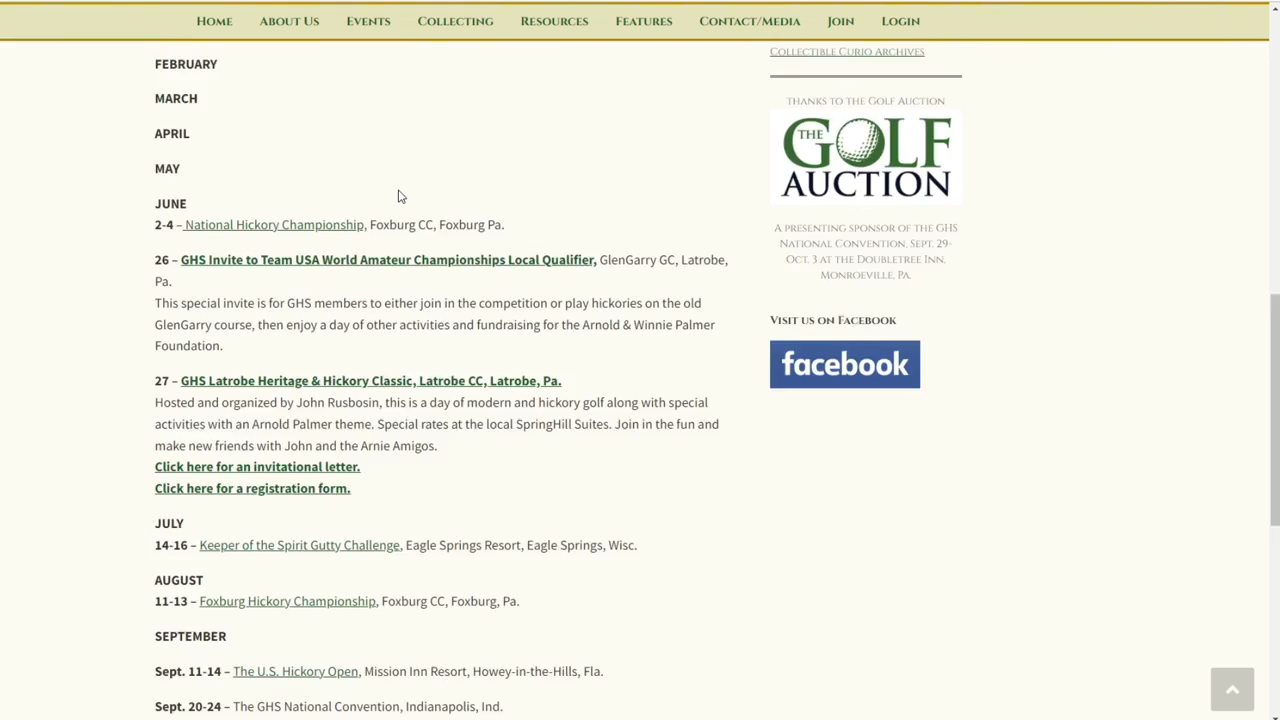 HOME ABOUT US EVENTS COLLECTING RESOURCES FEATURES CONTACT/MEDIA JOIN LOGIN
FEBRUARY
MARCH
APRIL
MAY
JUNE
2-4 – National Hickory Championship, Foxburg CC, Foxburg Pa.
26 – GHS Invite to Team USA World Amateur Championships Local Qualifier, GlenGarry GC, Latrobe,
Pa.
This special invite is for GHS members to either join in the competition or play hickories on the old
GlenGarry course, then enjoy a day of other activities and fundraising for the Arnold & Winnie Palmer
Foundation.
27 – GHS Latrobe Heritage & Hickory Classic, Latrobe CC, Latrobe, Pa.
Hosted and organized by John Rusbosin, this is a day of modern and hickory golf along with special
activities with an Arnold Palmer theme. Special rates at the local SpringHill Suites. Join in the fun and
make new friends with John and the Arnie Amigos.
Click here for an invitational letter.
Click here for a registration form.
JULY
14-16 – Keeper of the Spirit Gutty Challenge, Eagle Springs Resort, Eagle Springs, Wisc.
AUGUST
11-13 – Foxburg Hickory Championship, Foxburg CC, Foxburg, Pa.
SEPTEMBER
Sept. 11-14 – The U.S. Hickory Open, Mission Inn Resort, Howey-in-the-Hills, Fla.
Sept. 20-24 – The GHS National Convention, Indianapolis, Ind.
COLLECTIBLE CURIO ARCHIVES
THANKS TO THE GOLF AUCTION
THE GOLF
AUCTION
A PRESENTING SPONSOR OF THE GHS
NATIONAL CONVENTION, SEPT. 29-
OCT. 3 AT THE DOUBLETREE INN,
MONROEVILLE, PA.
VISIT US ON FACEBOOK
facebook